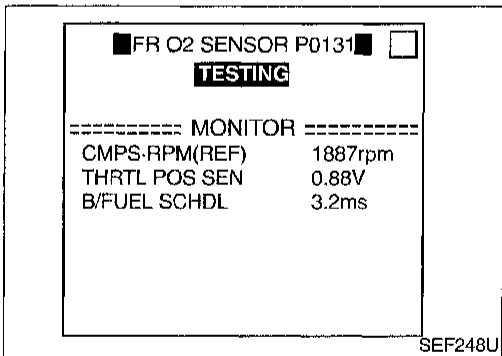 ■FR O2 SENSOR P0131■ □
TESTING
========= MONITOR =========
CMPS·RPM(REF) 1887rpm
THRTL POS SEN 0.88V
B/FUEL SCHDL 3.2ms
SEF248U